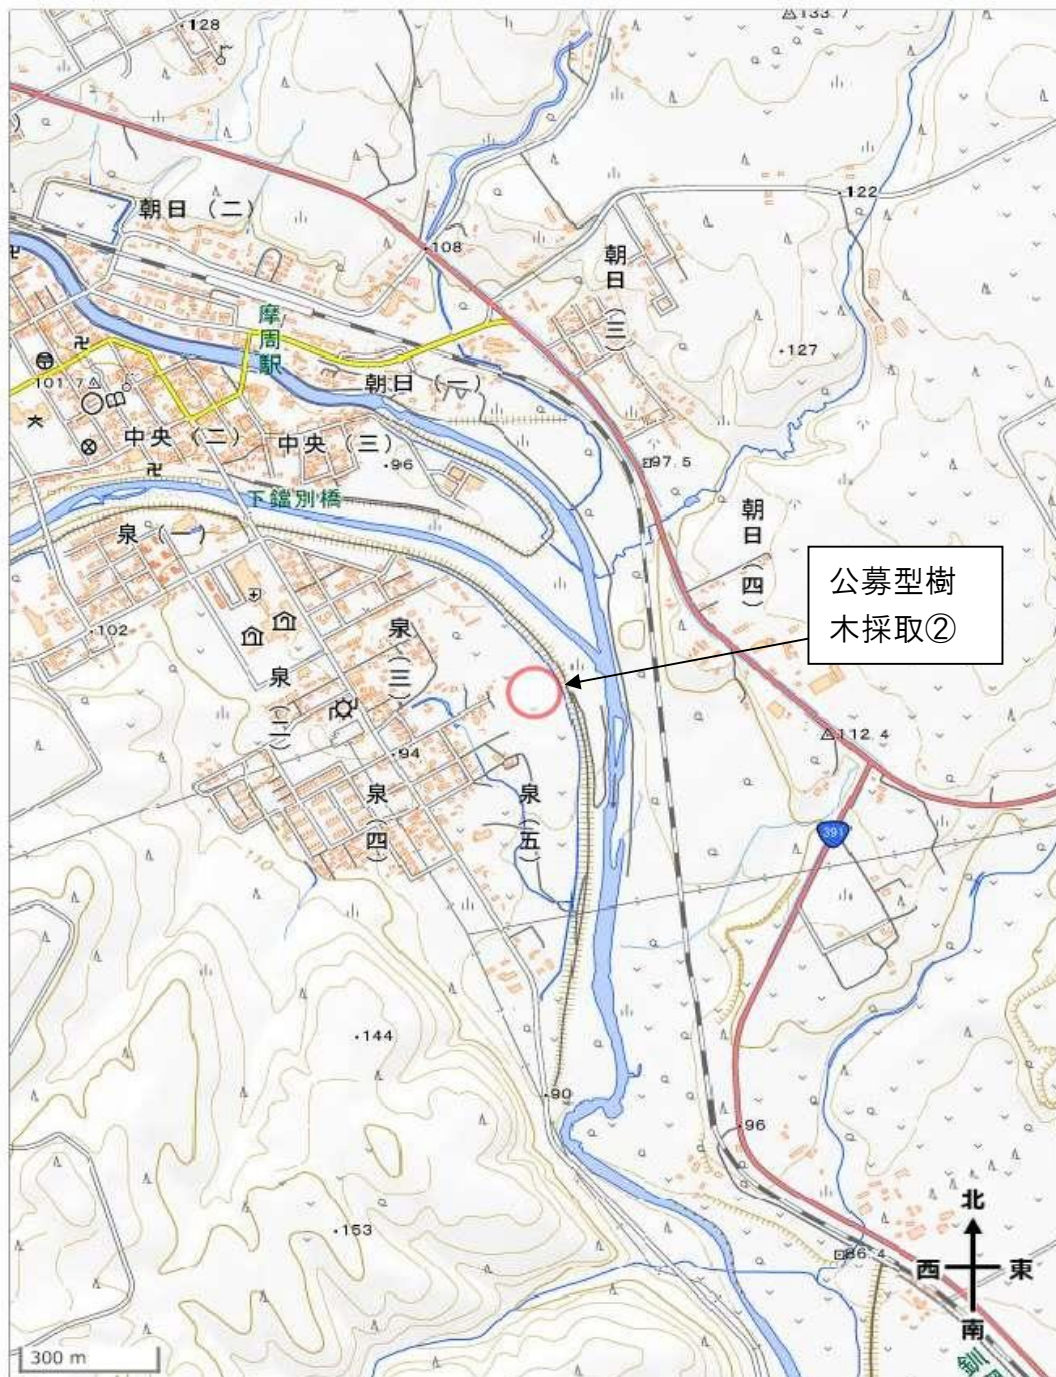 128
133.7
122
朝日(二)
108
朝日(三)
摩周駅
127
朝日(一)
101.7
中央(二)
中央(三)
96
97.5
下鐺別橋
朝日(四)
泉(一)
公募型樹
木採取②
102
泉(三)
泉(二)
112.4
94
泉(四)
泉(五)
391
110
144
90
96
153
86.4
北
西
東
南
300 m
釧